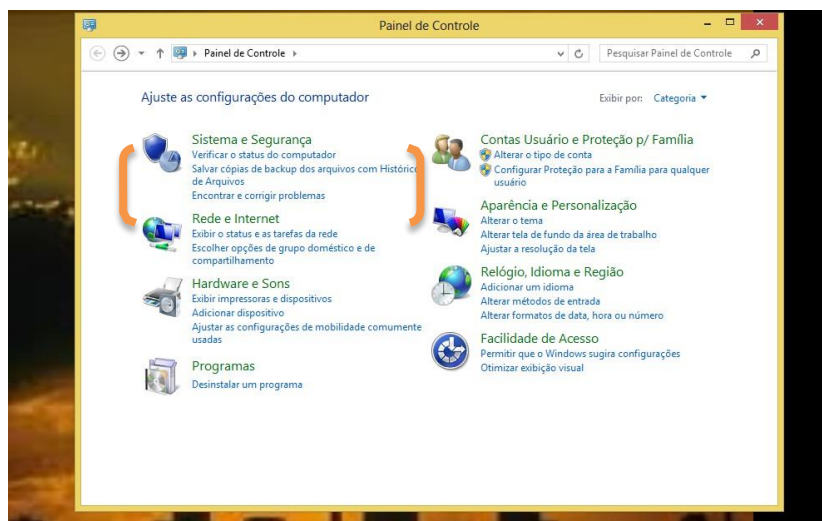 Painel de Controle
Painel de Controle
Pesquisar Painel de Controle
Ajuste as configurações do computador
Exibir por: Categoria
Sistema e Segurança
Verificar o status do computador
Salvar cópias de backup dos arquivos com Histórico
de Arquivos
Encontrar e corrigir problemas
Rede e Internet
Exibir o status e as tarefas da rede
Escolher opções de grupo doméstico e de
compartilhamento
Hardware e Sons
Exibir impressoras e dispositivos
Adicionar dispositivo
Ajustar as configurações de mobilidade comumente
usadas
Programas
Desinstalar um programa
Contas Usuário e Proteção p/ Família
Alterar o tipo de conta
Configurar Proteção para a Família para qualquer
usuário
Aparência e Personalização
Alterar o tema
Alterar tela de fundo da área de trabalho
Ajustar a resolução da tela
Relógio, Idioma e Região
Adicionar um idioma
Alterar métodos de entrada
Alterar formatos de data, hora ou número
Facilidade de Acesso
Permitir que o Windows sugira configurações
Otimizar exibição visual